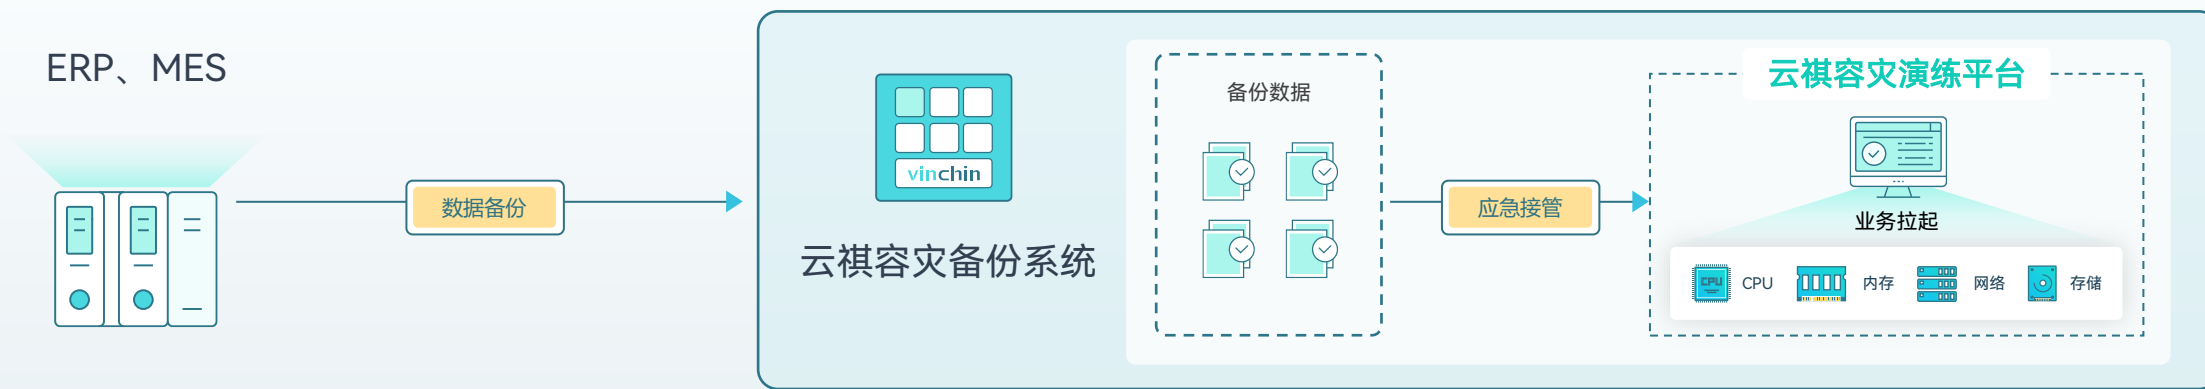 ERP、MES
数据备份
vinchin
云祺容灾备份系统
备份数据
应急接管
云祺容灾演练平台
业务拉起
CPU
CPU
内存
网络
存储